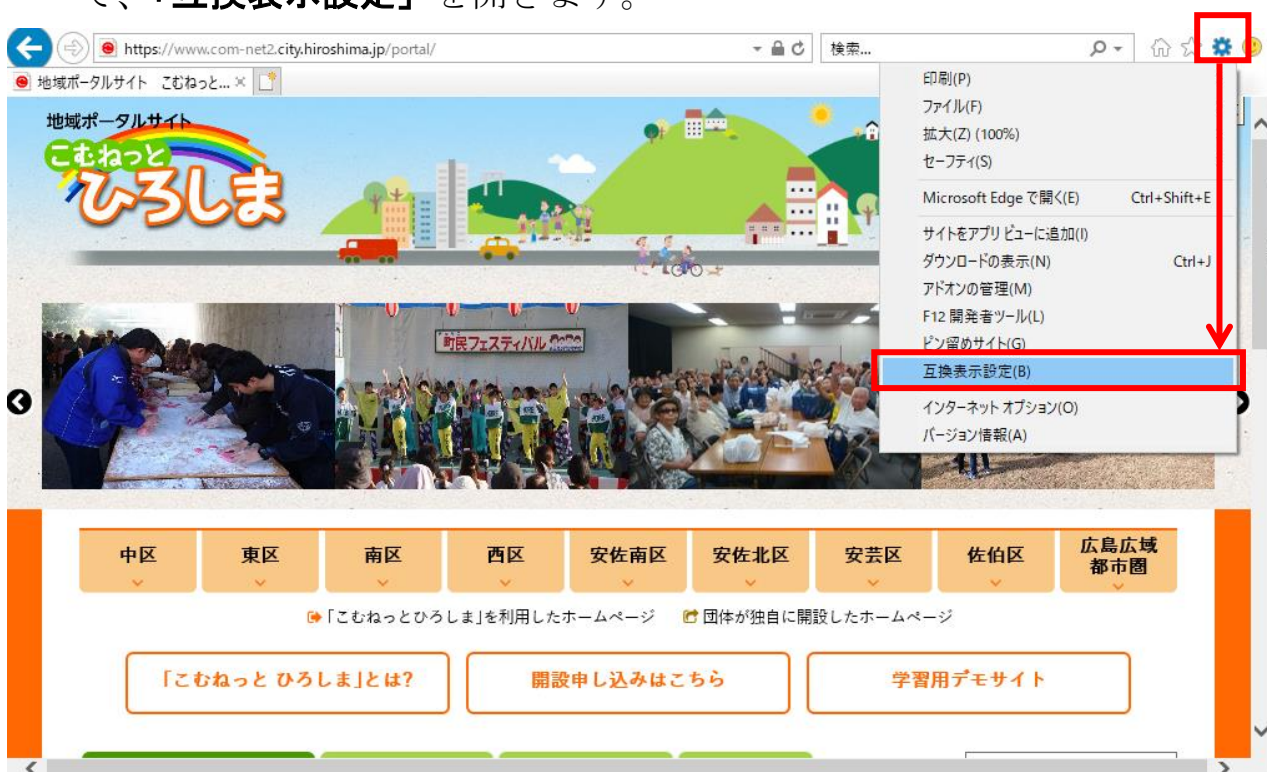 で、「互換表示設定」を開きます。
https://www.com-net2.city.hiroshima.jp/portal/
検索...
地域ポータルサイト　こむねっと...
地域ポータルサイト
こむねっと
ひろしま
印刷(P)
ファイル(F)
拡大(Z) (100%)
セーフティ(S)
Microsoft Edge で開く(E) Ctrl+Shift+E
サイトをアプリ ビューに追加(I)
ダウンロードの表示(N) Ctrl+J
アドオンの管理(M)
F12 開発者ツール(L)
ピン留めサイト(G)
互換表示設定(B)
インターネット オプション(O)
バージョン情報(A)
町民フェスティバル
中区 東区 南区 西区 安佐南区 安佐北区 安芸区 佐伯区 広島広域
都市圏
「こむねっとひろしま」を利用したホームページ 団体が独自に開設したホームページ
「こむねっと ひろしま」とは? 開設申し込みはこちら 学習用デモサイト